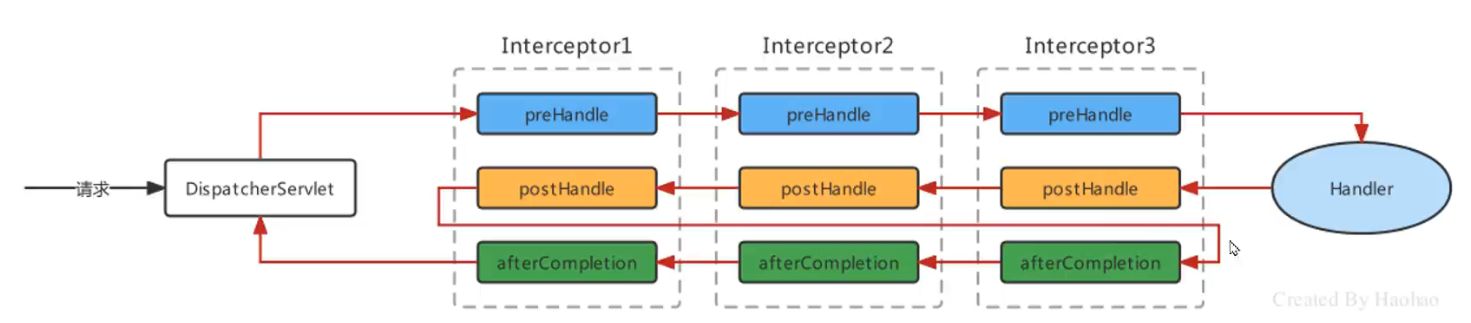 Interceptor1 Interceptor2 Interceptor3
preHandle preHandle preHandle
请求 DispatcherServlet postHandle postHandle postHandle Handler
afterCompletion afterCompletion afterCompletion
Created By Haohao